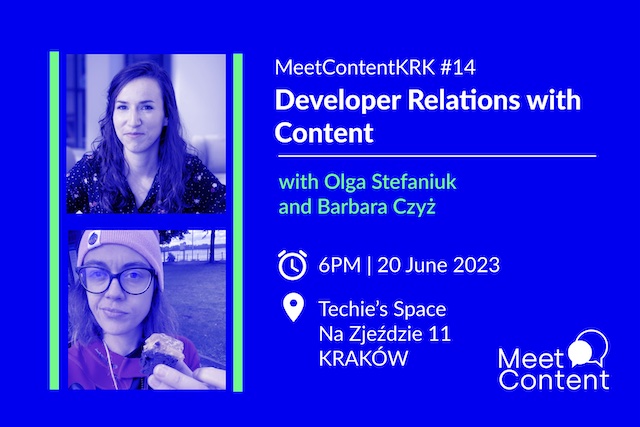 MeetContentKRK #14
Developer Relations with
Content
with Olga Stefaniuk
and Barbara Czyż
6PM | 20 June 2023
Techie's Space
Na Zjeździe 11
KRAKÓW
Meet
Content